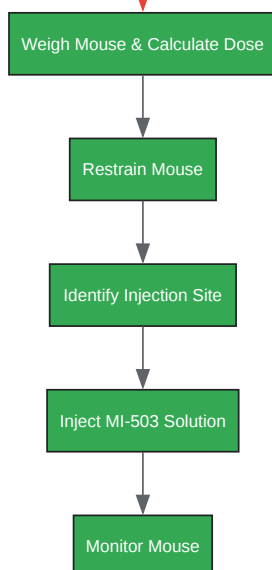 Weigh Mouse & Calculate Dose
Restrain Mouse
Identify Injection Site
Inject MI-503 Solution
Monitor Mouse